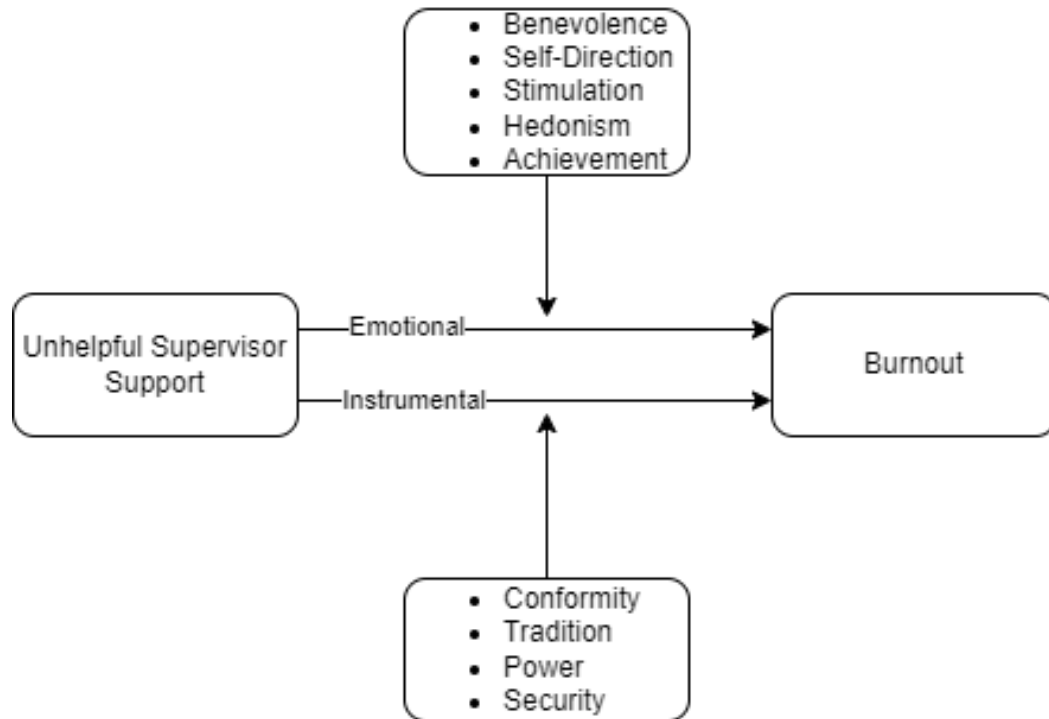 • Benevolence
• Self-Direction
• Stimulation
• Hedonism
• Achievement
Unhelpful Supervisor
Support
Emotional
Instrumental
Burnout
• Conformity
• Tradition
• Power
• Security